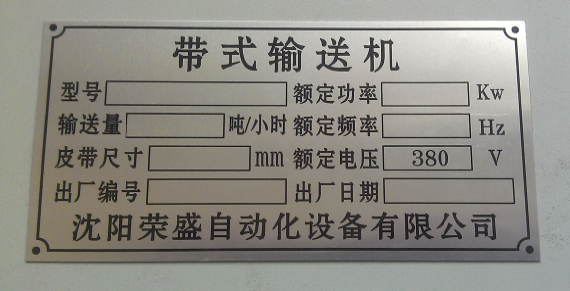 带式输送机
型号 额定功率 Kw
输送量 吨/小时 额定频率 Hz
皮带尺寸 mm 额定电压 380 V
出厂编号 出厂日期
沈阳荣盛自动化设备有限公司